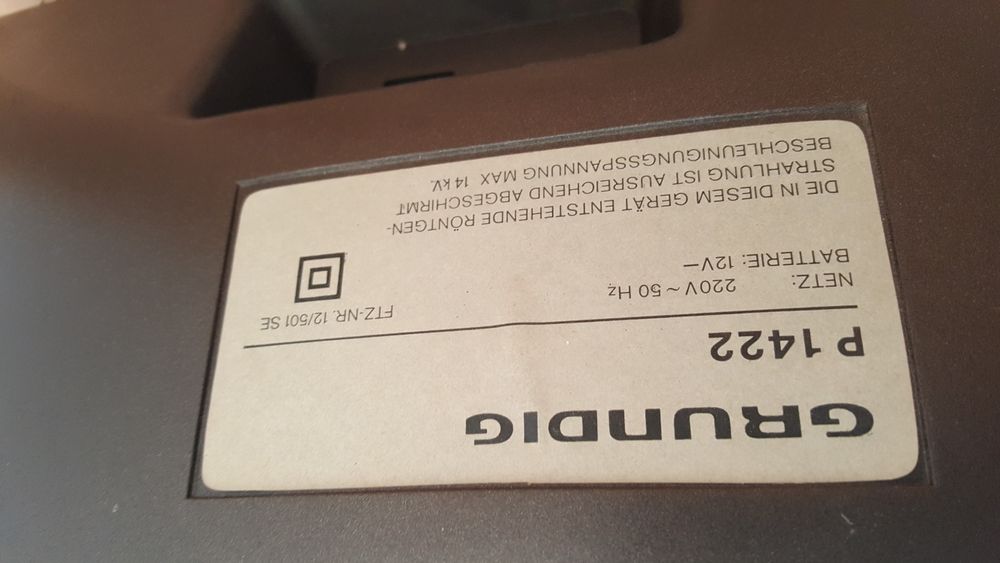 GRUNDIG
P 1422
NETZ: 220V ~ 50 Hz FTZ-NR. 12/501 SE
BATTERIE: 12V–
DIE IN DIESEM GERÄT ENTSTEHENDE RÖNTGEN-
STRAHLUNG IST AUSREICHEND ABGESCHIRMT
BESCHLEUNIGUNGSSPANNUNG MAX 14 kV.